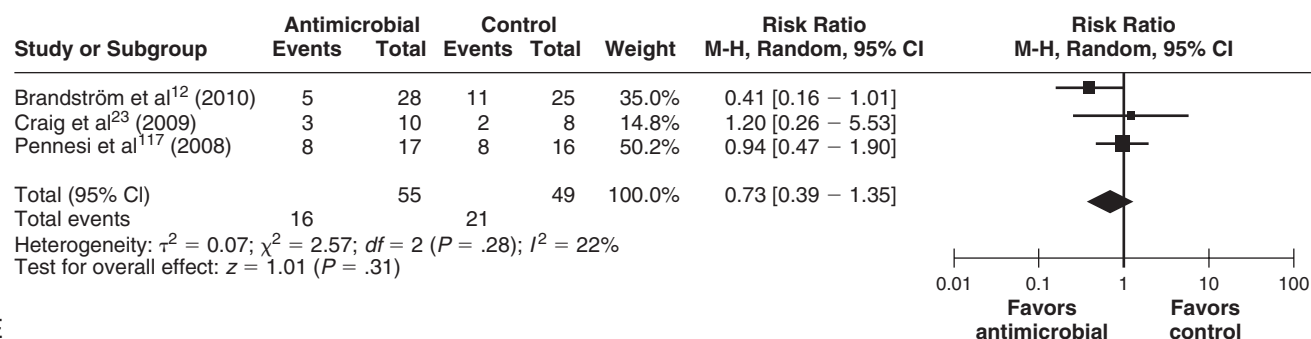 Antimicrobial Control Risk Ratio Risk Ratio
Study or Subgroup Events Total Events Total Weight M-H, Random, 95% CI M-H, Random, 95% CI
Brandström et al12 (2010) 5 28 11 25 35.0% 0.41 [0.16 − 1.01]
Craig et al23 (2009) 3 10 2 8 14.8% 1.20 [0.26 − 5.53]
Pennesi et al117 (2008) 8 17 8 16 50.2% 0.94 [0.47 − 1.90]
Total (95% CI) 55 49 100.0% 0.73 [0.39 − 1.35]
Total events 16 21
Heterogeneity: τ2 = 0.07; χ2 = 2.57; df = 2 (P = .28); I2 = 22%
Test for overall effect: z = 1.01 (P = .31)
0.01 0.1 1 10 100
Favors Favors
antimicrobial control